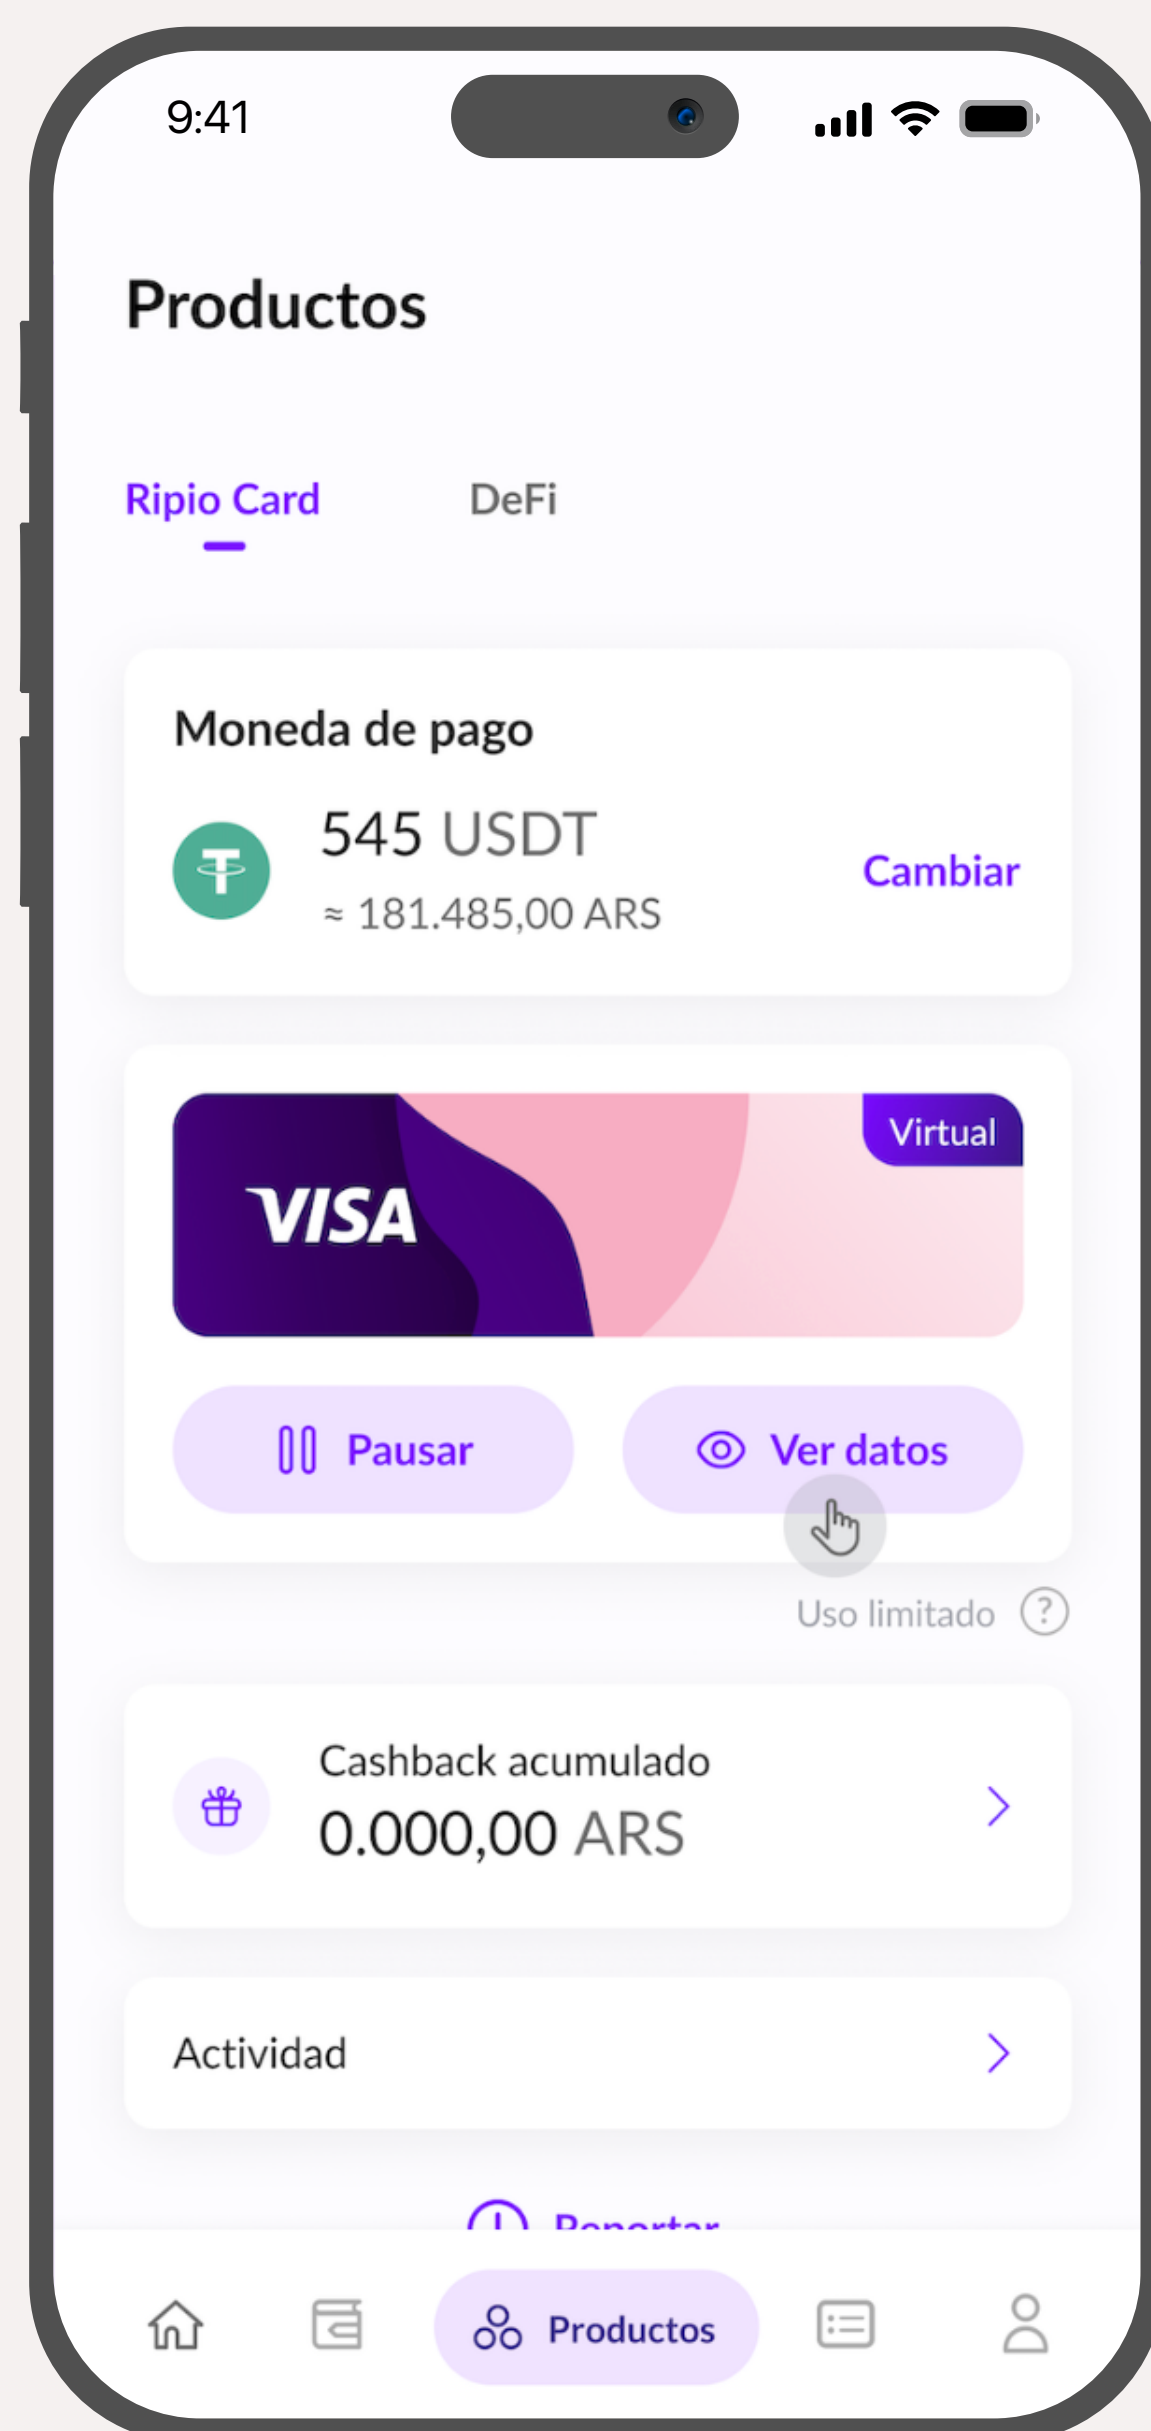 9:41
Productos
Ripio Card
DeFi
Moneda de pago
545 USDT
≈ 181.485,00 ARS
Cambiar
VISA
Virtual
Pausar
Ver datos
Uso limitado ?
Cashback acumulado
0.000,00 ARS
Actividad
Reportar
Productos